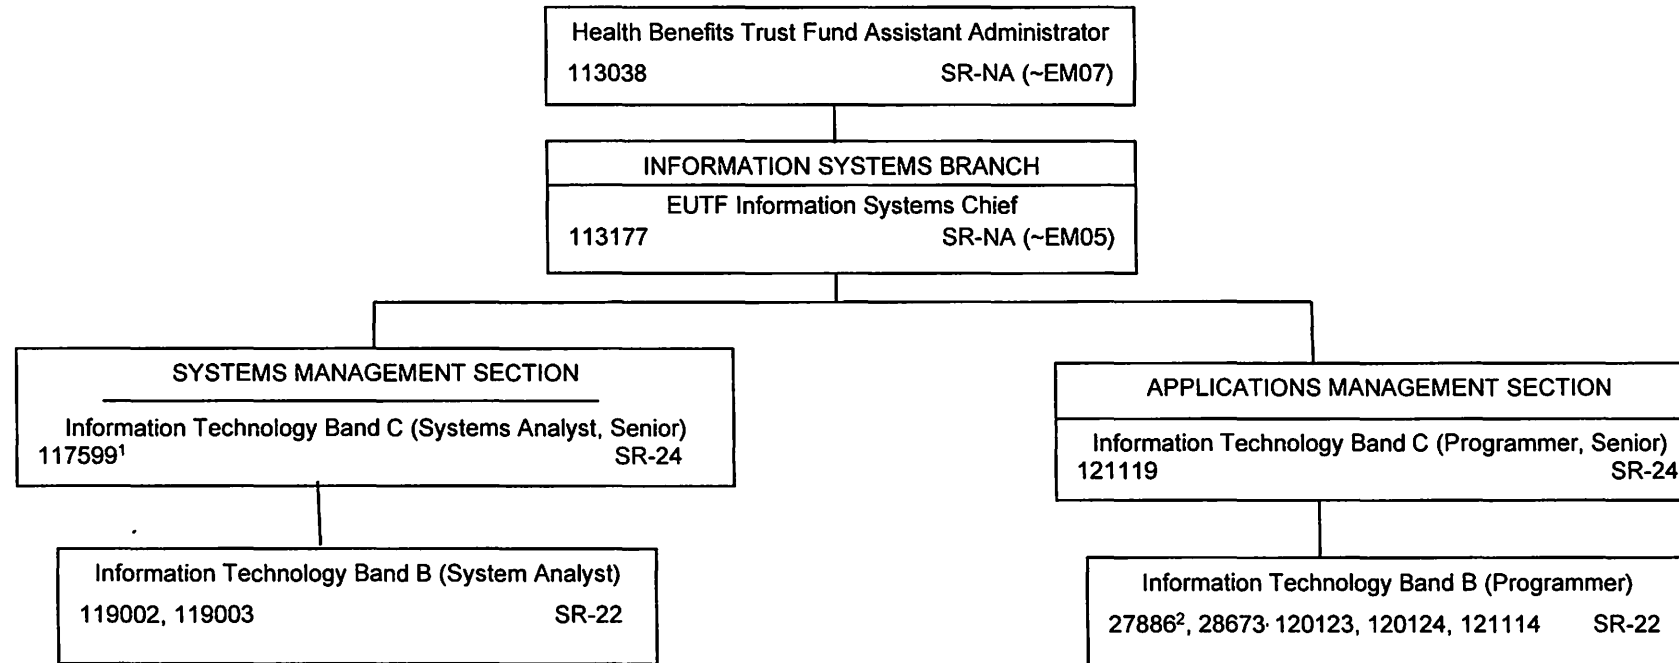 Health Benefits Trust Fund Assistant Administrator
113038 SR-NA (~EM07)
INFORMATION SYSTEMS BRANCH
EUTF Information Systems Chief
113177 SR-NA (~EM05)
SYSTEMS MANAGEMENT SECTION
Information Technology Band C (Systems Analyst, Senior)
117599¹ SR-24
Information Technology Band B (System Analyst)
119002, 119003 SR-22
APPLICATIONS MANAGEMENT SECTION
Information Technology Band C (Programmer, Senior)
121119 SR-24
Information Technology Band B (Programmer)
27886², 28673· 120123, 120124, 121114 SR-22